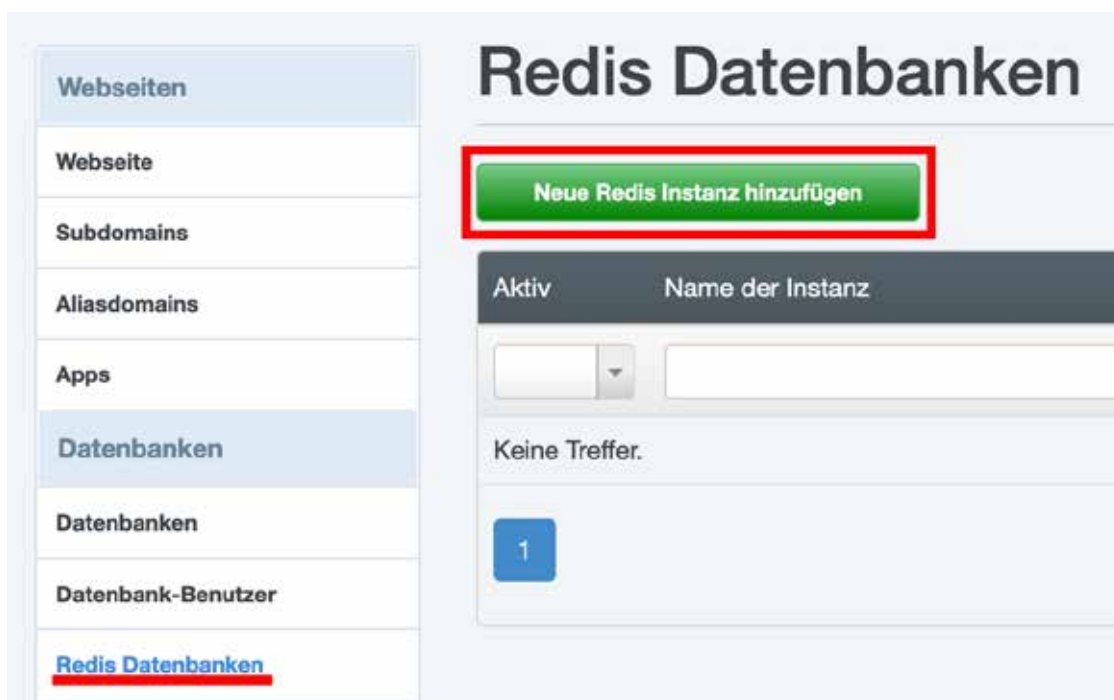 Webseiten
Webseite
Subdomains
Aliasdomains
Apps
Datenbanken
Datenbanken
Datenbank-Benutzer
Redis Datenbanken
Redis Datenbanken
Neue Redis Instanz hinzufügen
Aktiv Name der Instanz
Keine Treffer.
1